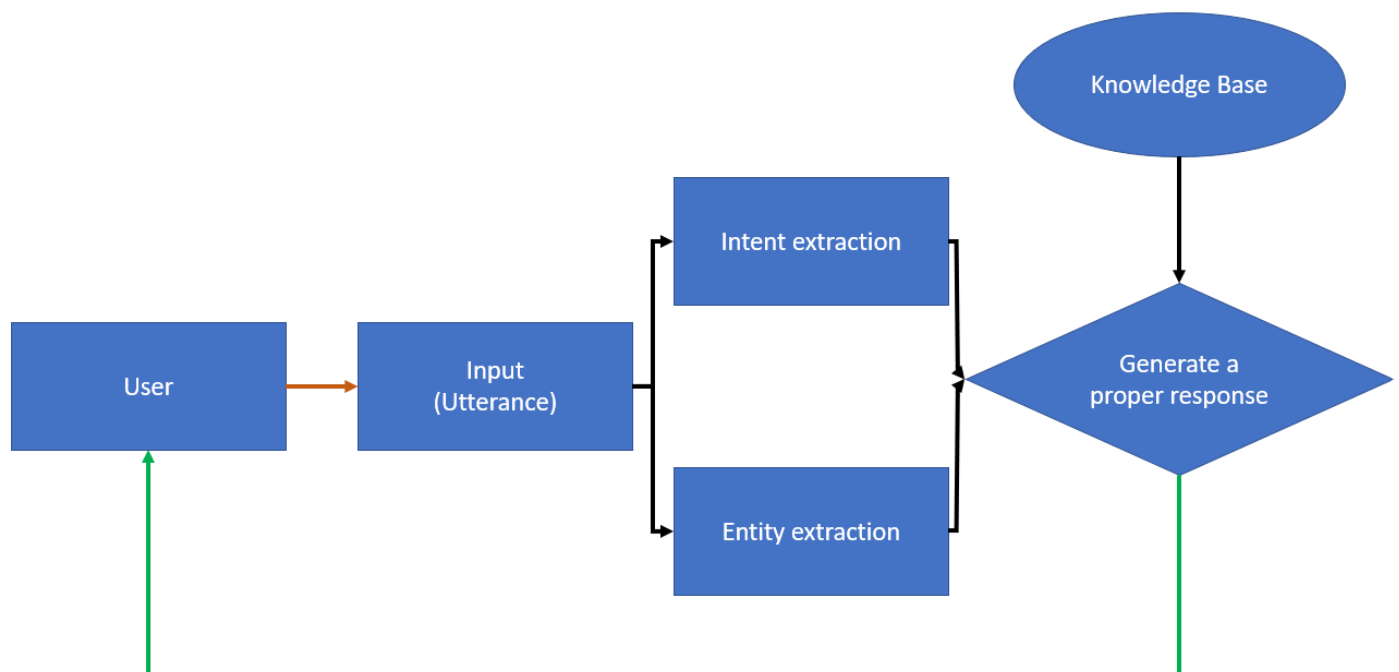 Knowledge Base
Intent extraction
User
Input
(Utterance)
Generate a
proper response
Entity extraction